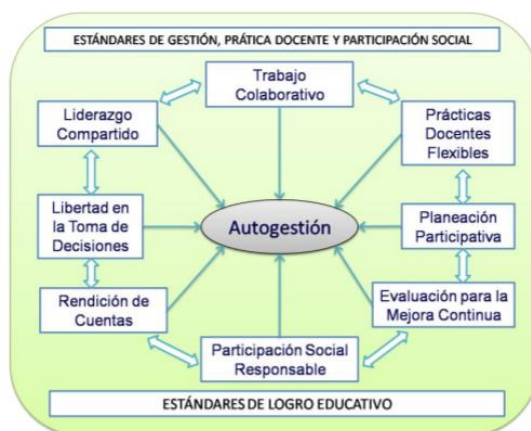 ESTÁNDARES DE GESTIÓN, PRÁTICA DOCENTE Y PARTICIPACIÓN SOCIAL
Trabajo
Colaborativo
Liderazgo
Compartido
Prácticas
Docentes
Flexibles
Libertad en
la Toma de
Decisiones
Autogestión
Planeación
Participativa
Rendición de
Cuentas
Evaluación para la
Mejora Continua
Participación Social
Responsable
ESTÁNDARES DE LOGRO EDUCATIVO